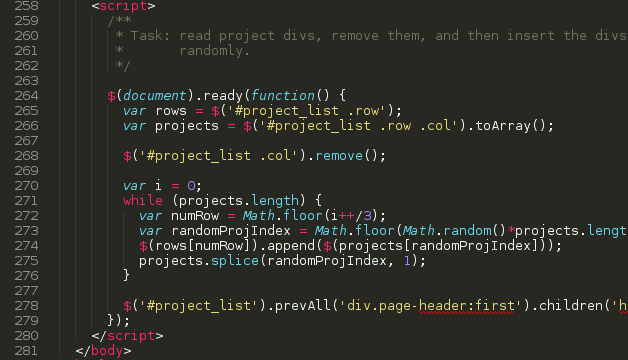 258 <script>
259 /**
260 * Task: read project divs, remove them, and then insert the divs
261 * randomly.
262 */
263
264 $(document).ready(function() {
265 var rows = $('#project_list .row');
266 var projects = $('#project_list .row .col').toArray();
267
268 $('#project_list .col').remove();
269
270 var i = 0;
271 while (projects.length) {
272 var numRow = Math.floor(i++/3);
273 var randomProjIndex = Math.floor(Math.random()*projects.lengt
274 $(rows[numRow]).append($(projects[randomProjIndex]));
275 projects.splice(randomProjIndex, 1);
276 }
277
278 $('#project_list').prevAll('div.page-header:first').children('h
279 });
280 </script>
281 </body>